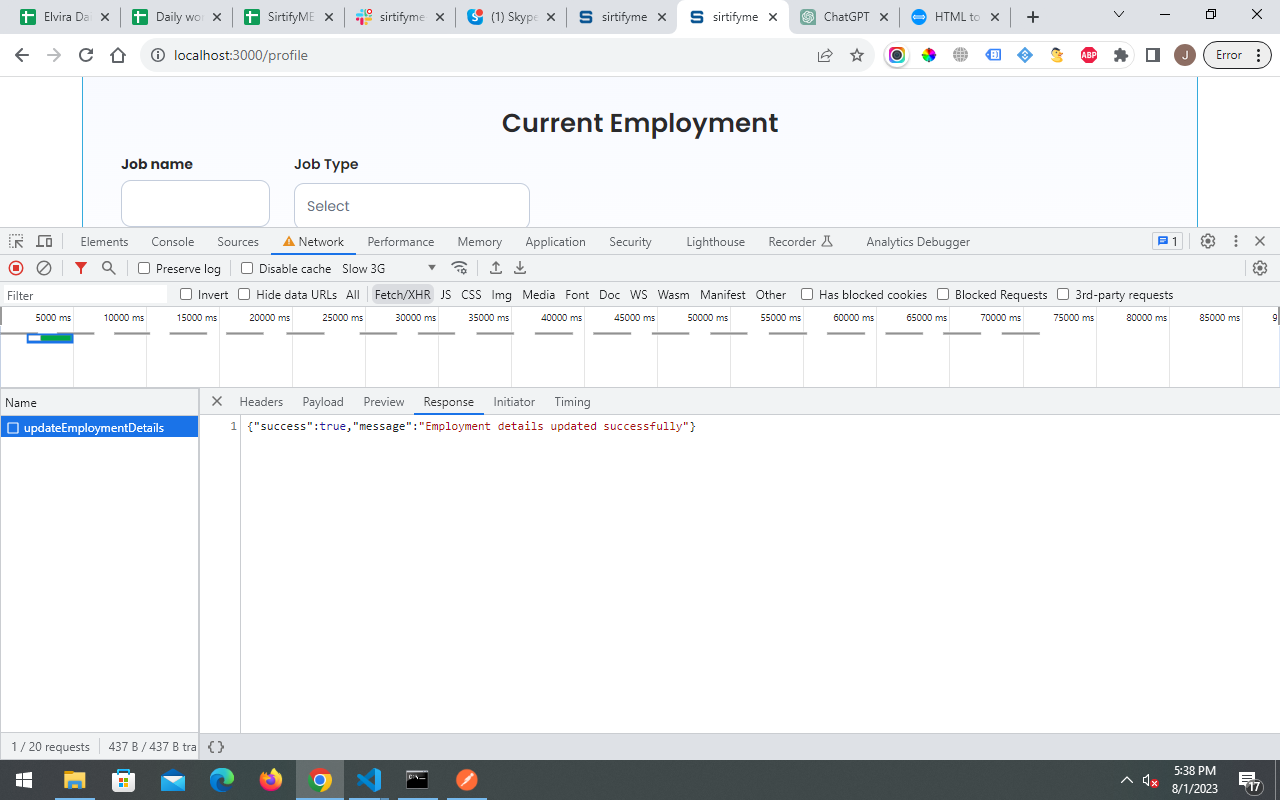 Elvira Da
Daily wor
SirtifyME
sirtifyme
(1) Skype
sirtifyme
sirtifyme
ChatGPT
HTML to
localhost:3000/profile
ABP
J
Error
Current Employment
Job name
Job Type
Select
Elements Console Sources Network Performance Memory Application Security Lighthouse Recorder Analytics Debugger 1
Preserve log Disable cache Slow 3G
Filter Invert Hide data URLs All Fetch/XHR JS CSS Img Media Font Doc WS Wasm Manifest Other Has blocked cookies Blocked Requests 3rd-party requests
5000 ms 10000 ms 15000 ms 20000 ms 25000 ms 30000 ms 35000 ms 40000 ms 45000 ms 50000 ms 55000 ms 60000 ms 65000 ms 70000 ms 75000 ms 80000 ms 85000 ms 9
Name
Headers Payload Preview Response Initiator Timing
updateEmploymentDetails
1 {"success":true,"message":"Employment details updated successfully"}
1 / 20 requests 437 B / 437 B tra { }
5:38 PM
8/1/2023
17